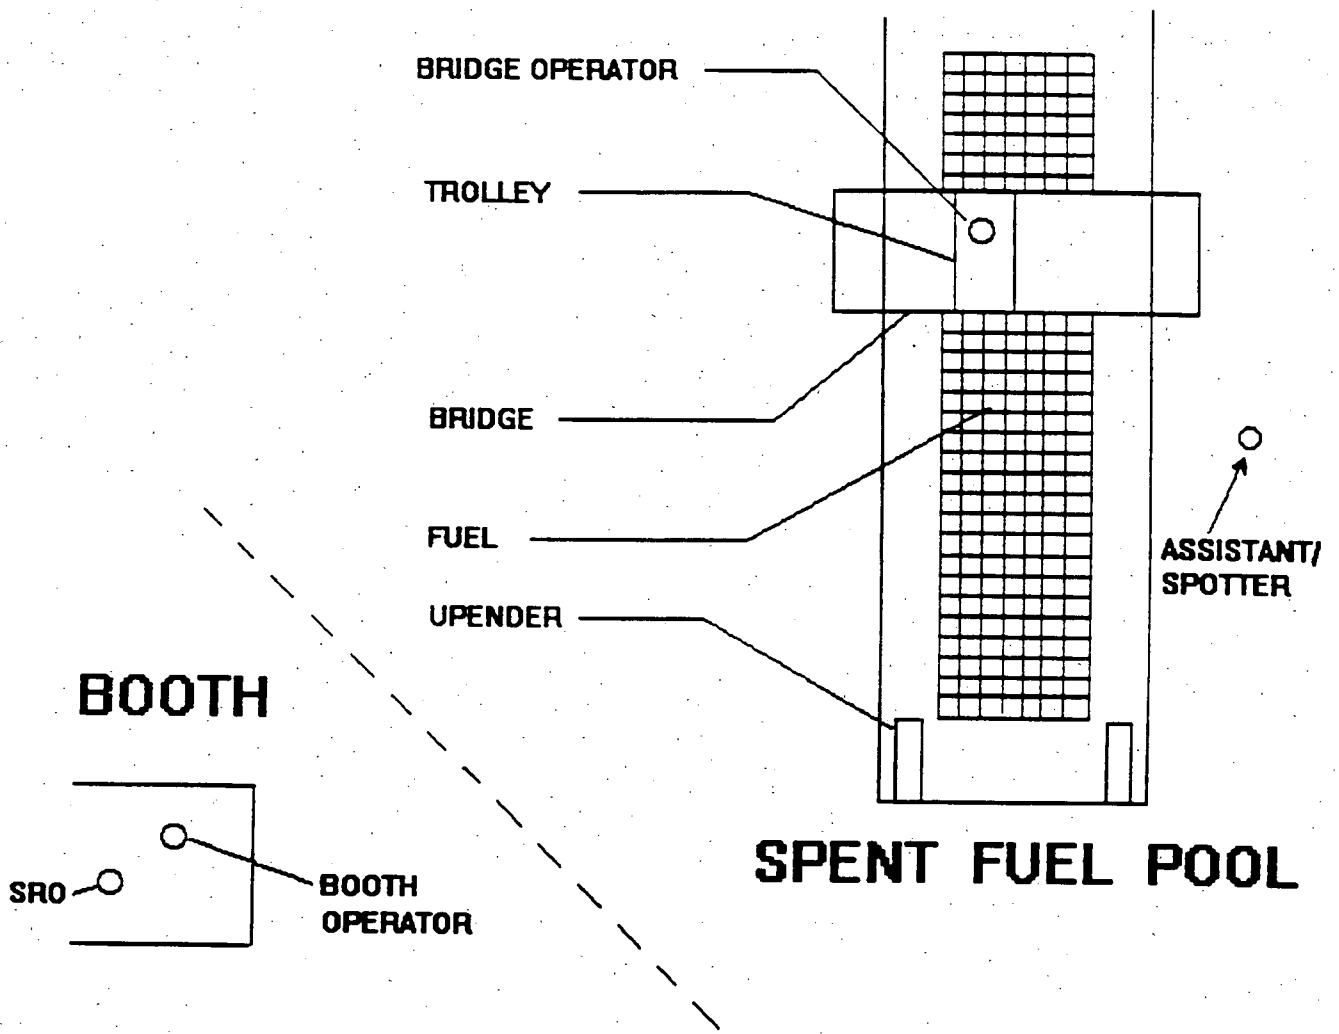 BRIDGE OPERATOR
TROLLEY
BRIDGE
FUEL
ASSISTANT/
SPOTTER
UPENDER
BOOTH
SPENT FUEL POOL
SRO
BOOTH
OPERATOR